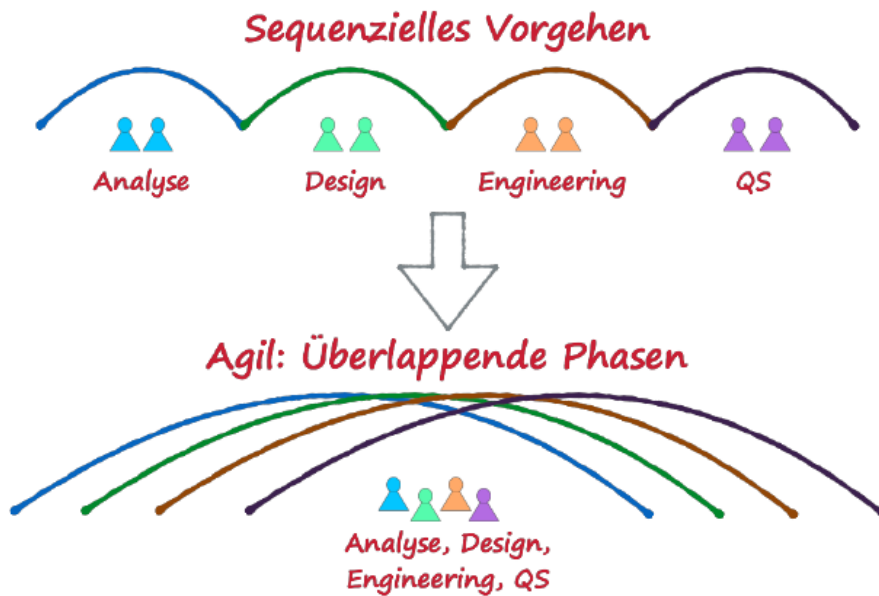 Sequenzielles Vorgehen
Analyse
Design
Engineering
QS
Agil: Überlappende Phasen
Analyse, Design,
Engineering, QS